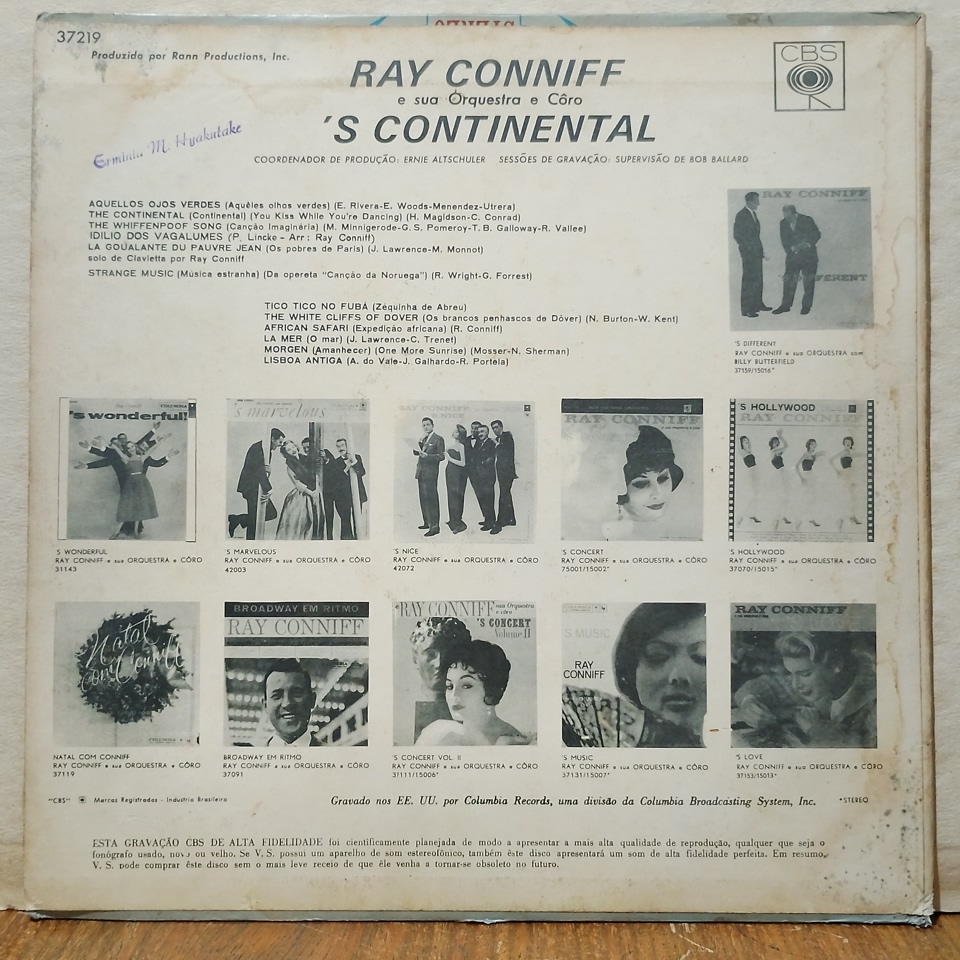 37219
Produzido por Rann Productions, Inc.
CBS
RAY CONNIFF
e sua Orquestra e Côro
'S CONTINENTAL
COORDENADOR DE PRODUÇÃO: ERNIE ALTSCHULER SESSÕES DE GRAVAÇÃO: SUPERVISÃO DE BOB BALLARD
Erminia M. Hyakutake
AQUELLOS OJOS VERDES (Aquêles olhos verdes) (E. Rivera-E. Woods-Menendez-Utrera)
THE CONTINENTAL (Continental) (You Kiss While You're Dancing) (H. Magidson-C. Conrad)
THE WHIFFENPOOF SONG (Canção Imaginária) (M. Minnigerode-G. S. Pomeroy-T. B. Galloway-R. Vallee)
IDILIO DOS VAGALUMES (P. Lincke - Arr: Ray Conniff)
LA GOUALANTE DU PAUVRE JEAN (Os pobres de Paris) (J. Lawrence-M. Monnot)
solo de Clavietta por Ray Conniff
STRANGE MUSIC (Música estranha) (Da opereta "Canção da Noruega") (R. Wright-G. Forrest)
TICO TICO NO FUBÁ (Zéquinha de Abreu)
THE WHITE CLIFFS OF DOVER (Os brancos penhascos de Dôver) (N. Burton-W. Kent)
AFRICAN SAFARI (Expedição africana) (R. Conniff)
LA MER (O mar) (J. Lawrence-C. Trenet)
MORGEN (Amanhecer) (One More Sunrise) (Mosser-N. Sherman)
LISBOA ANTIGA (A. do Vale-J. Galhardo-R. Portela)
RAY CONNIFF
'S DIFFERENT
RAY CONNIFF e sua ORQUESTRA com
BILLY BUTTERFIELD
37159/15016*
's wonderful!
's marvelous
RAY CONNIFF
'S NICE
RAY CONNIFF
'S HOLLYWOOD
RAY CONNIFF
'S WONDERFUL
RAY CONNIFF e sua ORQUESTRA e CÔRO
31143
'S MARVELOUS
RAY CONNIFF e sua ORQUESTRA e CÔRO
42003
'S NICE
RAY CONNIFF e sua ORQUESTRA e CÔRO
42072
'S CONCERT
RAY CONNIFF e sua ORQUESTRA e CÔRO
75001/15002*
'S HOLLYWOOD
RAY CONNIFF e sua ORQUESTRA e CÔRO
37070/15015*
Natal com Conniff
BROADWAY EM RITMO
RAY CONNIFF
RAY CONNIFF sua Orquestra e côro
'S CONCERT
Volume II
'S MUSIC
RAY
CONNIFF
RAY CONNIFF
NATAL COM CONNIFF
RAY CONNIFF e sua ORQUESTRA e CÔRO
37119
BROADWAY EM RITMO
RAY CONNIFF e sua ORQUESTRA e CÔRO
37091
'S CONCERT VOL. II
RAY CONNIFF e sua ORQUESTRA e CÔRO
37111/15006*
'S MUSIC
RAY CONNIFF e sua ORQUESTRA e CÔRO
37131/15007*
'S LOVE
RAY CONNIFF e sua ORQUESTRA e CÔRO
37153/15013*
"CBS" Marcas Registradas - Indústria Brasileira
Gravado nos EE. UU. por Columbia Records, uma divisão da Columbia Broadcasting System, Inc.
*STEREO
ESTA GRAVAÇÃO CBS DE ALTA FIDELIDADE foi cientìficamente planejada de modo a apresentar a mais alta qualidade de reprodução, qualquer que seja o
fonógrafo usado, novo ou velho. Se V. S. possui um aparelho de som estereofônico, também êste disco apresentará um som de alta fidelidade perfeita. Em resumo,
V. S. pode comprar êste disco sem o mais leve receio de que êle venha a tornar-se obsoleto no futuro.